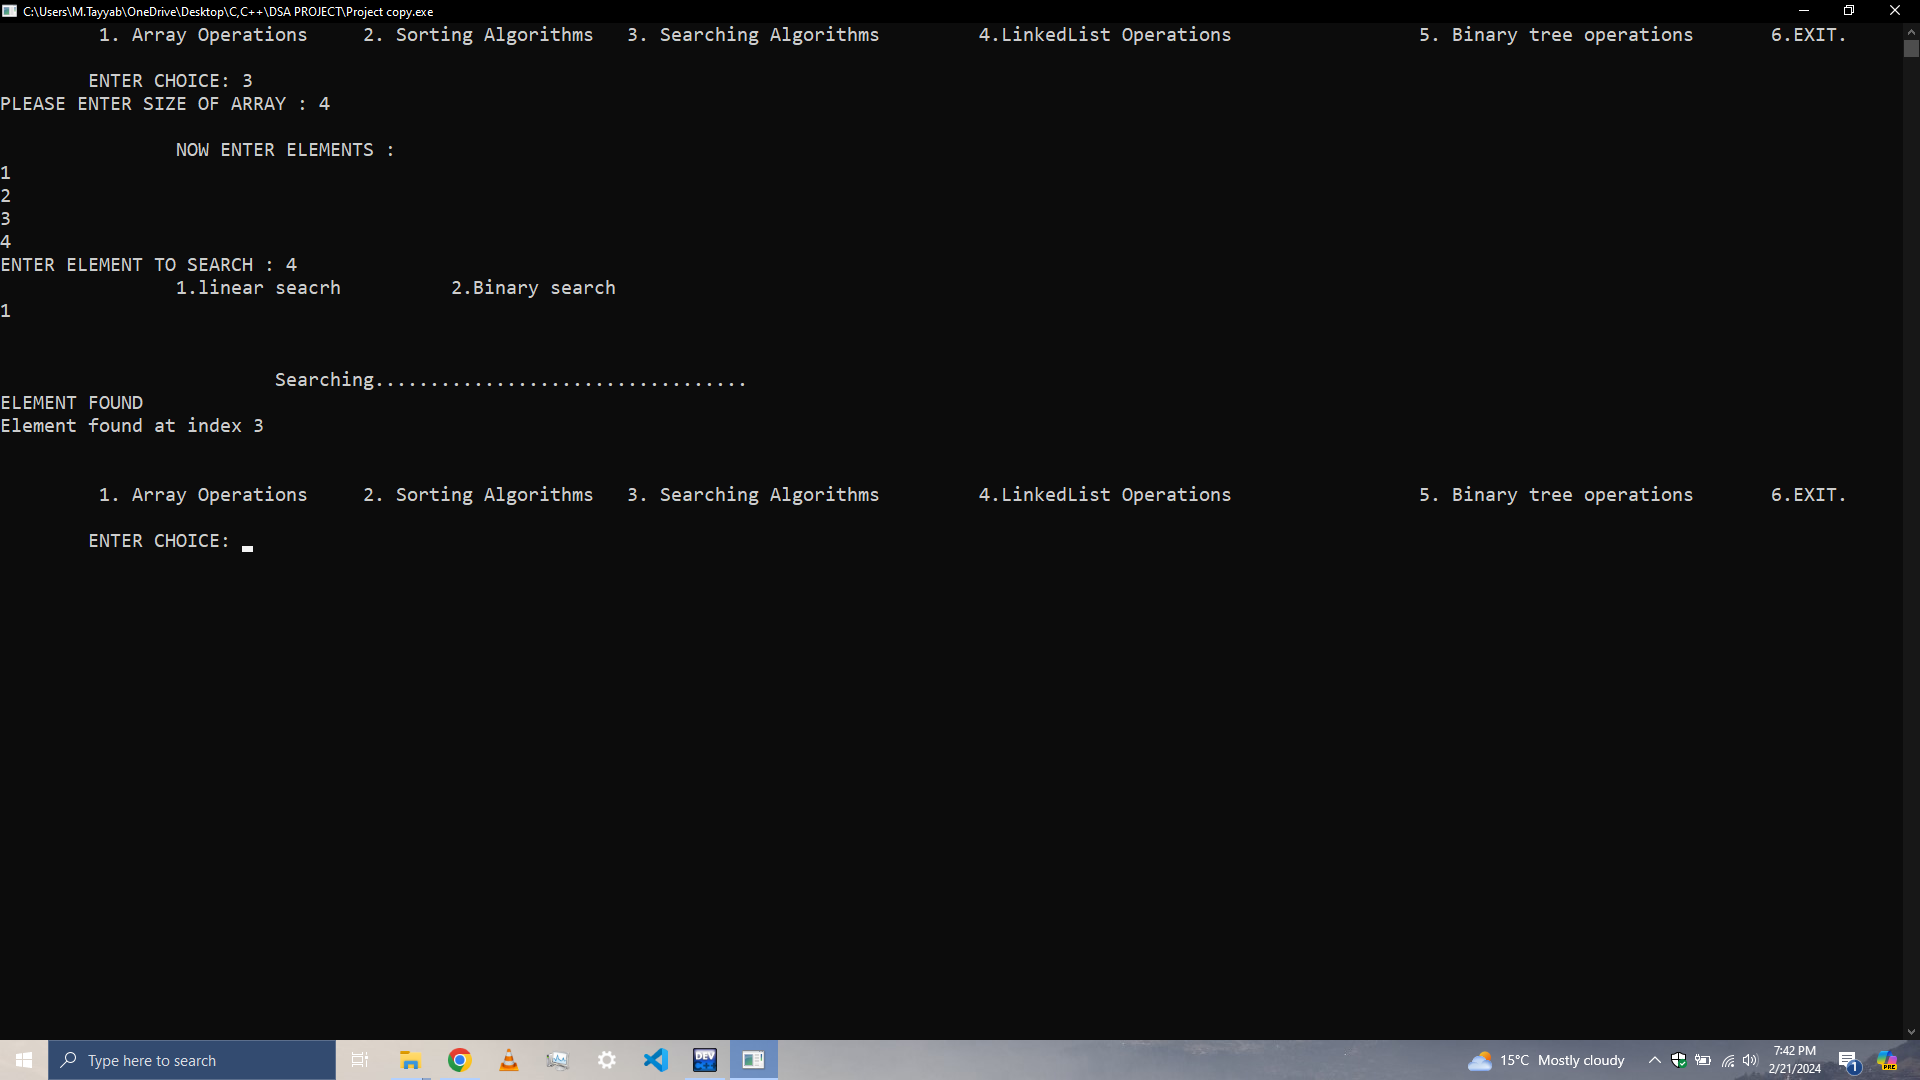 C:\Users\M.Tayyab\OneDrive\Desktop\C,C++\DSA PROJECT\Project copy.exe
1. Array Operations 2. Sorting Algorithms 3. Searching Algorithms 4.LinkedList Operations 5. Binary tree operations 6.EXIT.
ENTER CHOICE: 3
PLEASE ENTER SIZE OF ARRAY : 4
NOW ENTER ELEMENTS :
1
2
3
4
ENTER ELEMENT TO SEARCH : 4
1.linear seacrh 2.Binary search
1
Searching..................................
ELEMENT FOUND
Element found at index 3
1. Array Operations 2. Sorting Algorithms 3. Searching Algorithms 4.LinkedList Operations 5. Binary tree operations 6.EXIT.
ENTER CHOICE:
Type here to search
DEV
15°C Mostly cloudy
7:42 PM
2/21/2024
1
PRE